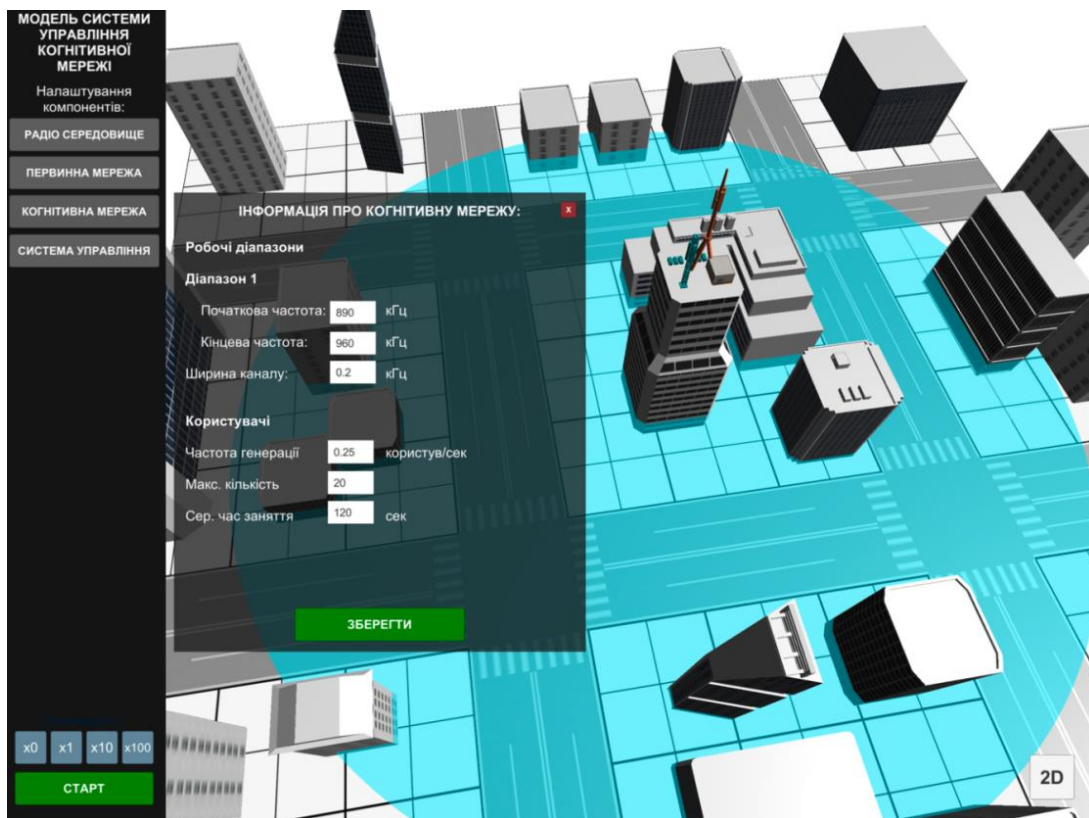 МОДЕЛЬ СИСТЕМИ
УПРАВЛІННЯ
КОГНІТИВНОЇ
МЕРЕЖІ
Налаштування
компонентів:
РАДІО СЕРЕДОВИЩЕ
ПЕРВИННА МЕРЕЖА
КОГНІТИВНА МЕРЕЖА
СИСТЕМА УПРАВЛІННЯ
ІНФОРМАЦІЯ ПРО КОГНІТИВНУ МЕРЕЖУ: x
Робочі діапазони
Діапазон 1
Початкова частота: 890 кГц
Кінцева частота: 960 кГц
Ширина каналу: 0.2 кГц
Користувачі
Частота генерації 0.25 користув/сек
Макс. кількість 20
Сер. час заняття 120 сек
ЗБЕРЕГТИ
x0 x1 x10 x100
СТАРТ
2D